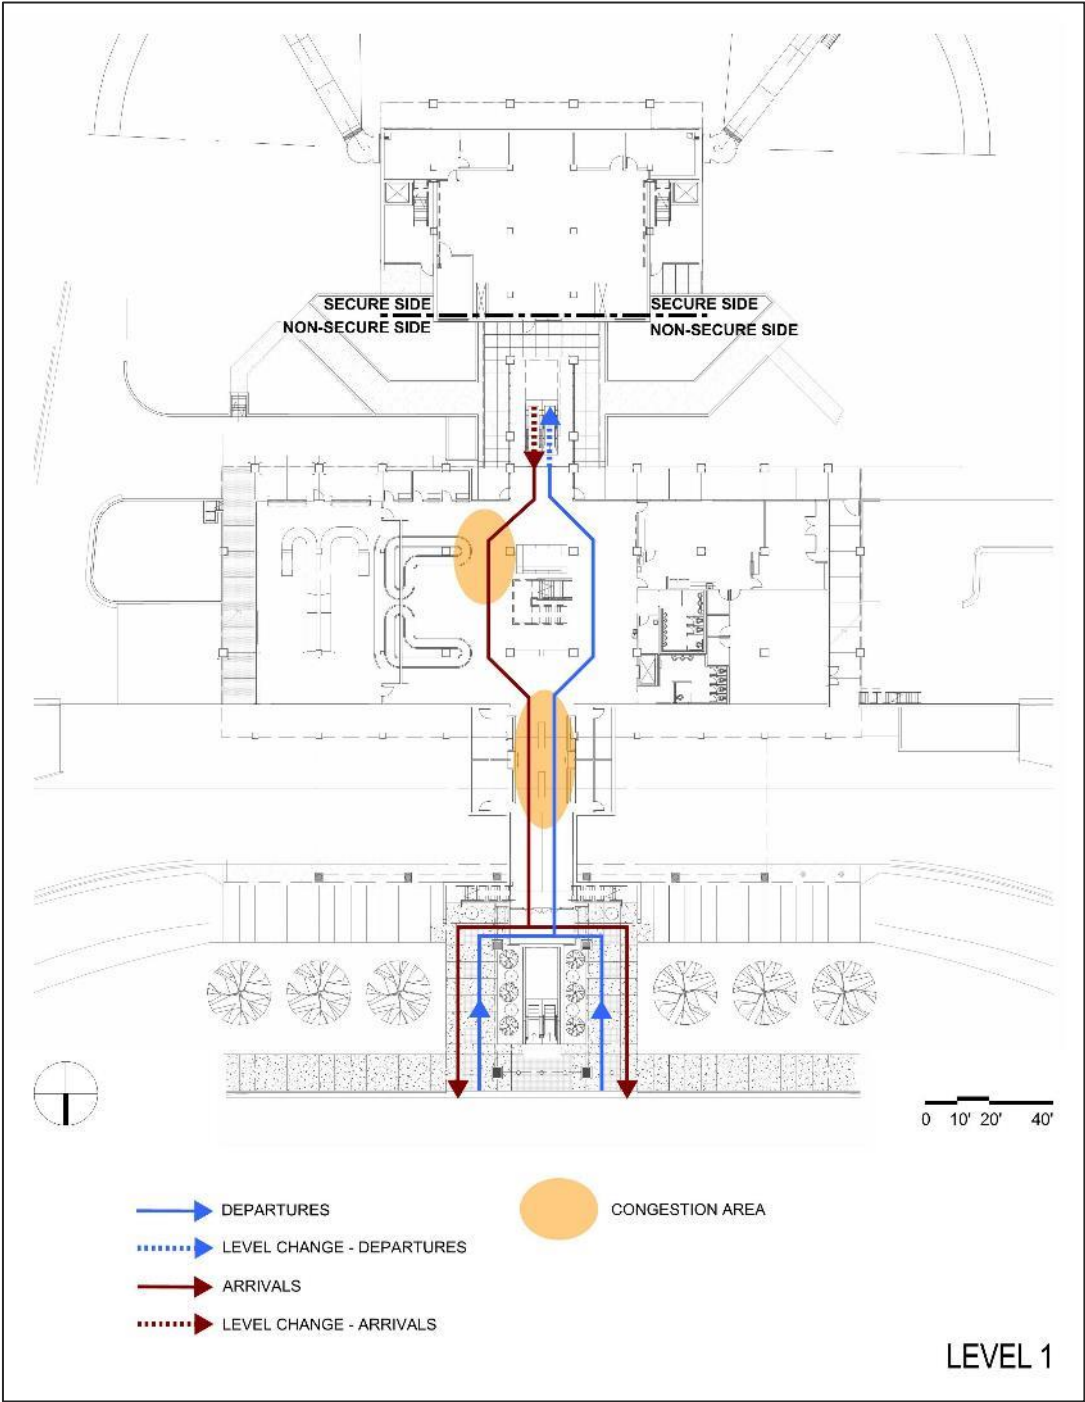 SECURE SIDE
SECURE SIDE
NON-SECURE SIDE
NON-SECURE SIDE
0 10' 20' 40'
DEPARTURES
CONGESTION AREA
LEVEL CHANGE - DEPARTURES
ARRIVALS
LEVEL CHANGE - ARRIVALS
LEVEL 1